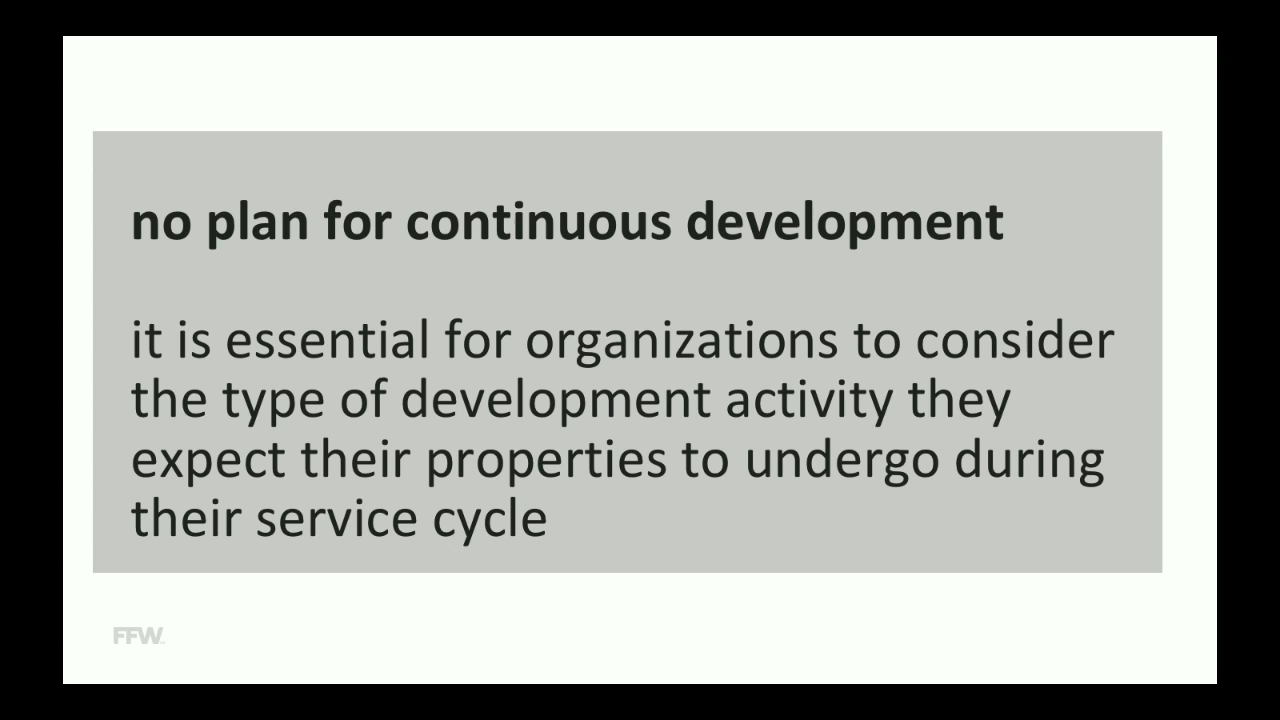 no plan for continuous development
it is essential for organizations to consider
the type of development activity they
expect their properties to undergo during
their service cycle
FFW